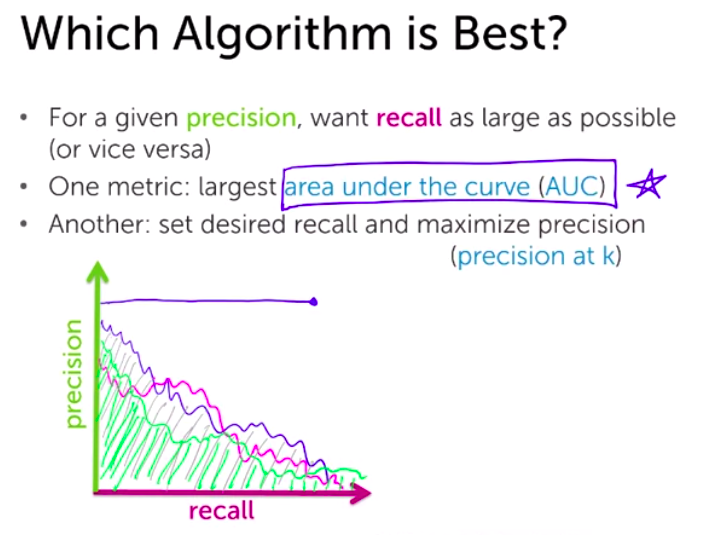 Which Algorithm is Best?
• For a given precision, want recall as large as possible
(or vice versa)
• One metric: largest area under the curve (AUC)
• Another: set desired recall and maximize precision
(precision at k)
precision
recall